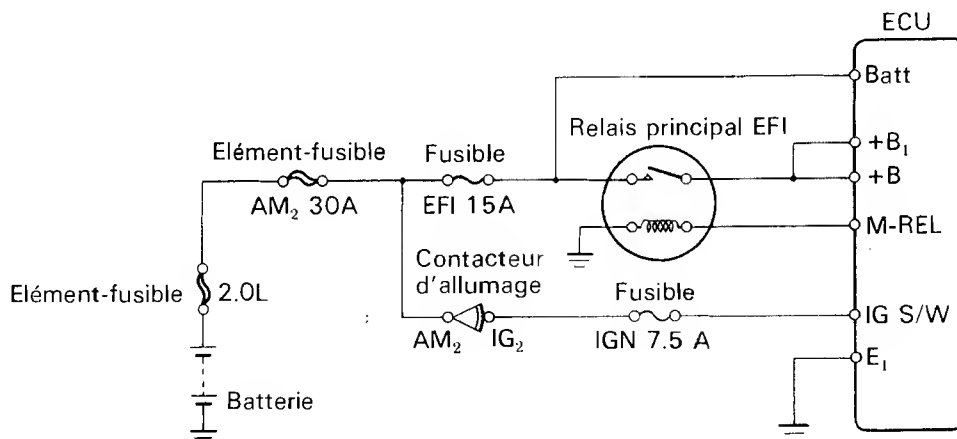 ECU
Batt
Relais principal EFI
+B₁
Elément-fusible
Fusible
+B
AM₂ 30A
EFI 15A
M-REL
Contacteur
d'allumage
Elément-fusible
2.0L
Fusible
IG S/W
AM₂
IG₂
IGN 7.5 A
E₁
Batterie